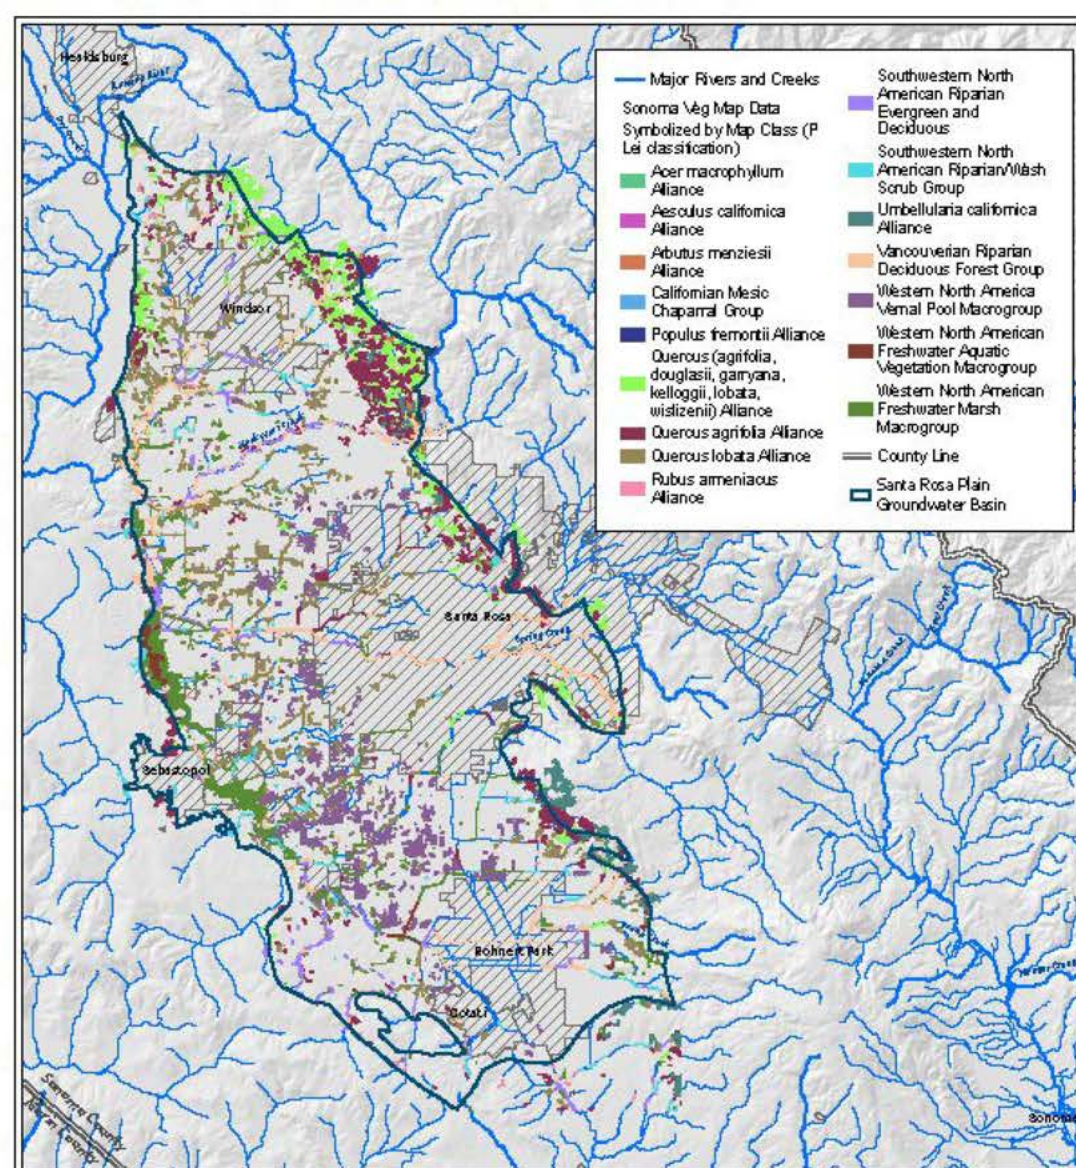 Healdsburg
Windsor
Santa Rosa
Spring Creek
Sebastopol
Rohnert Park
Cotati
Sonoma County
Marin County
Sonoma
Major Rivers and Creeks
Sonoma Veg Map Data
Symbolized by Map Class (P
Lei classification)
Acer macrophyllum
Alliance
Aesculus californica
Alliance
Arbutus menziesii
Alliance
Californian Mesic
Chaparral Group
Populus fremontii Alliance
Quercus (agrifolia,
douglasii, garryana,
kelloggii, lobata,
wislizenii) Alliance
Quercus agrifolia Alliance
Quercus lobata Alliance
Rubus armeniacus
Alliance
Southwestern North
American Riparian
Evergreen and
Deciduous
Southwestern North
American Riparian/Wash
Scrub Group
Umbellularia californica
Alliance
Vancouverian Riparian
Deciduous Forest Group
Western North America
Vernal Pool Macrogroup
Western North American
Freshwater Aquatic
Vegetation Macrogroup
Western North American
Freshwater Marsh
Macrogroup
County Line
Santa Rosa Plain
Groundwater Basin